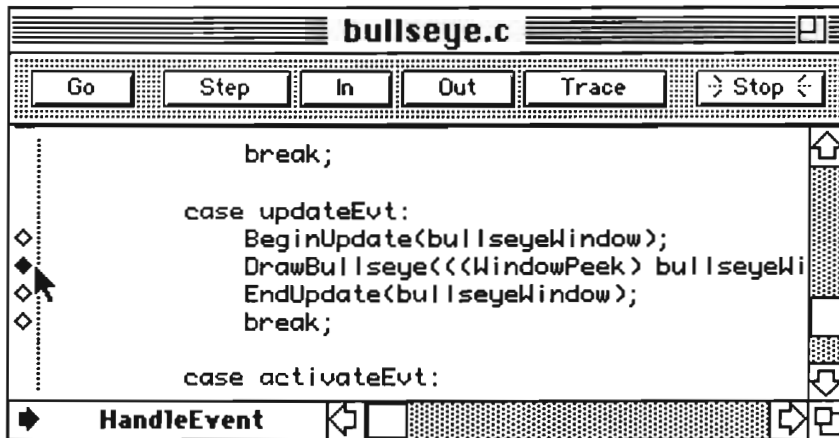 bullseye.c
Go Step In Out Trace Stop
break;
case updateEvt:
BeginUpdate(bullseyeWindow);
DrawBullseye(((WindowPeek) bullseyeWi
EndUpdate(bullseyeWindow);
break;
case activateEvt:
HandleEvent